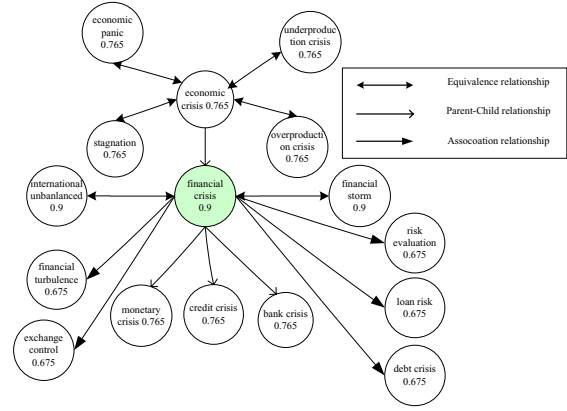 economic
panic
0.765
underproduc
tion crisis
0.765
economic
crisis 0.765
stagnation
0.765
overproducti
on crisis
0.765
Equivalence relationship
Parent-Child relationship
Assocoation relationship
international
unbanlanced
0.9
financial
crisis
0.9
financial
storm
0.9
risk
evaluation
0.675
financial
turbulence
0.675
loan risk
0.675
monetary
crisis 0.765
credit crisis
0.765
bank crisis
0.765
exchange
control
0.675
debt crisis
0.675